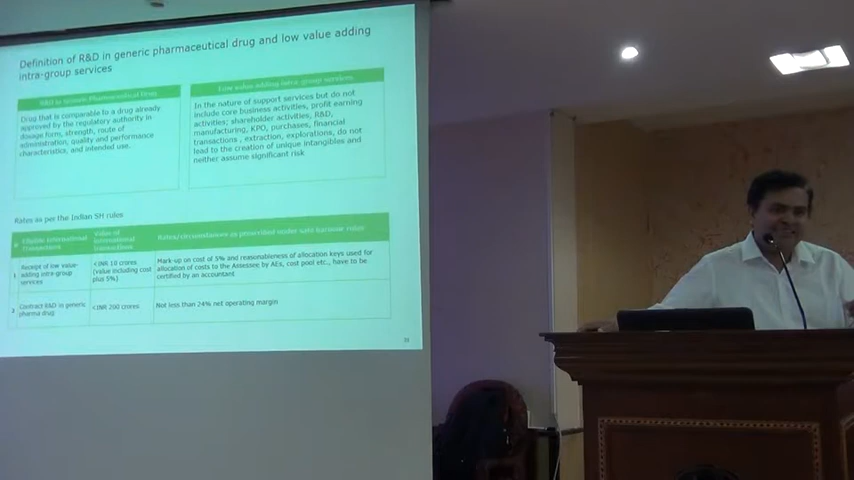 Definition of R&D in generic pharmaceutical drug and low value adding
intra-group services
R&D in Generic Pharmaceutical Drug
Drug that is comparable to a drug already
approved by the regulatory authority in
dosage form, strength, route of
administration, quality and performance
characteristics, and intended use.
Low value adding intra-group services
In the nature of support services but do not
include core business activities, profit earning
activities; shareholder activities, R&D,
manufacturing, KPO, purchases, financial
transactions , extraction, explorations, do not
lead to the creation of unique intangibles and
neither assume significant risk
Rates as per the Indian SH rules
Eligible International
Transactions
Value of
International
transactions
Rates/circumstances as prescribed under safe harbour rules
1
Receipt of low value-
adding intra-group
services
<INR 10 crores
(value including cost
plus 5%)
Mark-up on cost of 5% and reasonableness of allocation keys used for
allocation of costs to the Assessee by AEs, cost pool etc., have to be
certified by an accountant
Contract R&D in generic
pharma drug
<INR 200 crores
Not less than 24% net operating margin